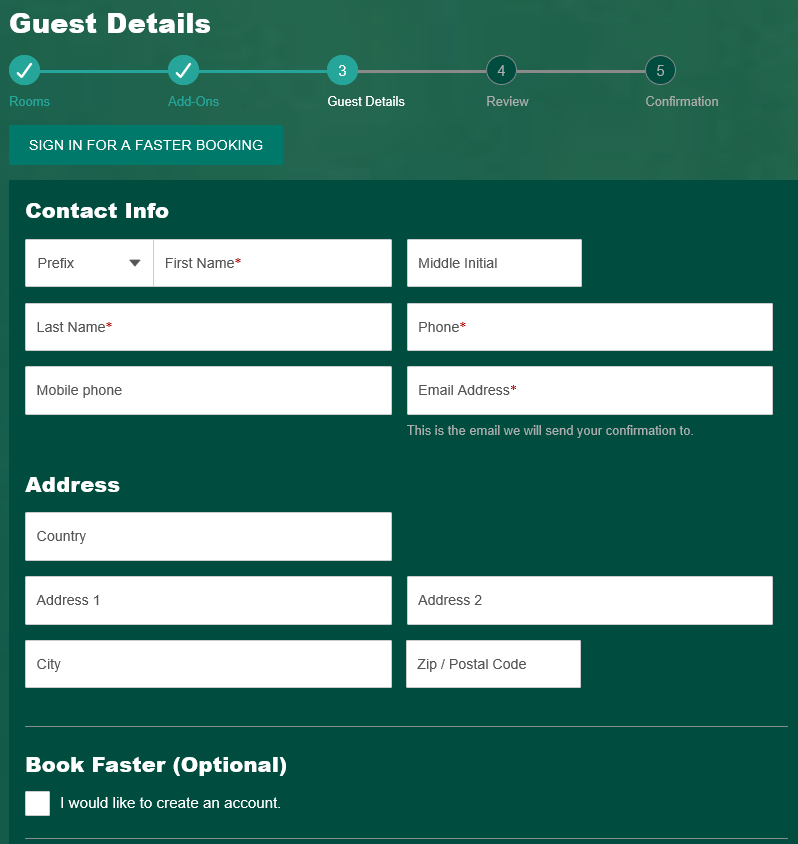 Guest Details
3
4
5
Rooms
Add-Ons
Guest Details
Review
Confirmation
SIGN IN FOR A FASTER BOOKING
Contact Info
Prefix
First Name*
Middle Initial
Last Name*
Phone*
Mobile phone
Email Address*
This is the email we will send your confirmation to.
Address
Country
Address 1
Address 2
City
Zip / Postal Code
Book Faster (Optional)
I would like to create an account.